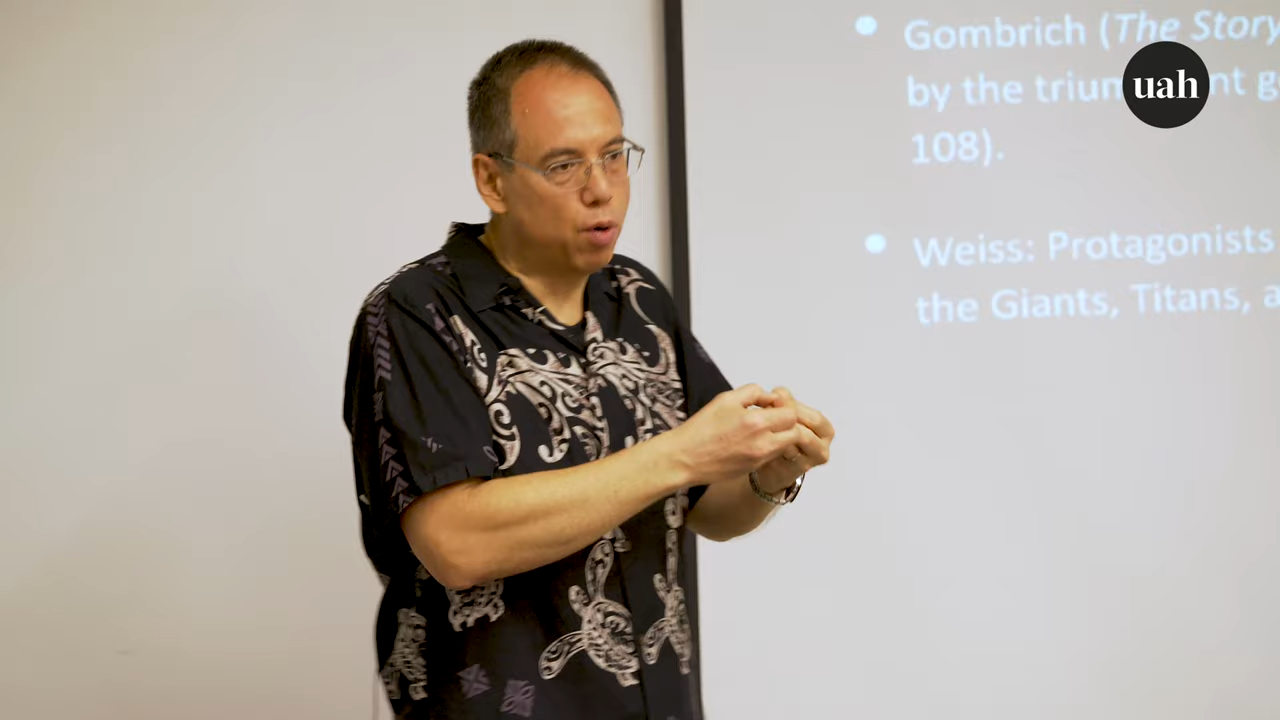 Gombrich (The Story
by the trium nt g
108).
Weiss: Protagonists
the Giants, Titans, a
uah